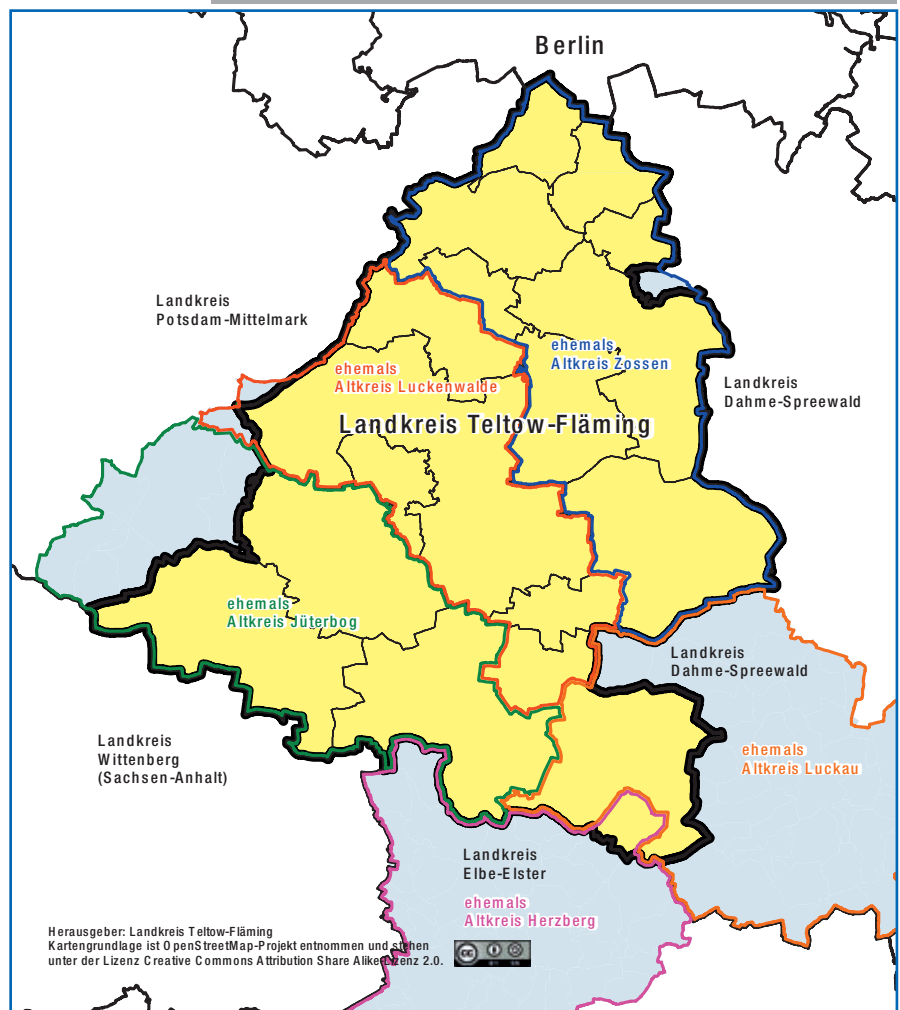 Berlin
Landkreis
Potsdam-Mittelmark
ehemals
Altkreis Zossen
ehemals
Altkreis Luckenwalde
Landkreis
Dahme-Spreewald
Landkreis Teltow-Fläming
ehemals
Altkreis Jüterbog
Landkreis
Dahme-Spreewald
Landkreis
Wittenberg
(Sachsen-Anhalt)
ehemals
Altkreis Luckau
Landkreis
Elbe-Elster
ehemals
Altkreis Herzberg
Herausgeber: Landkreis Teltow-Fläming
Kartengrundlage ist OpenStreetMap-Projekt entnommen und stehen
unter der Lizenz Creative Commons Attribution Share Alike-Lizenz 2.0.
cc